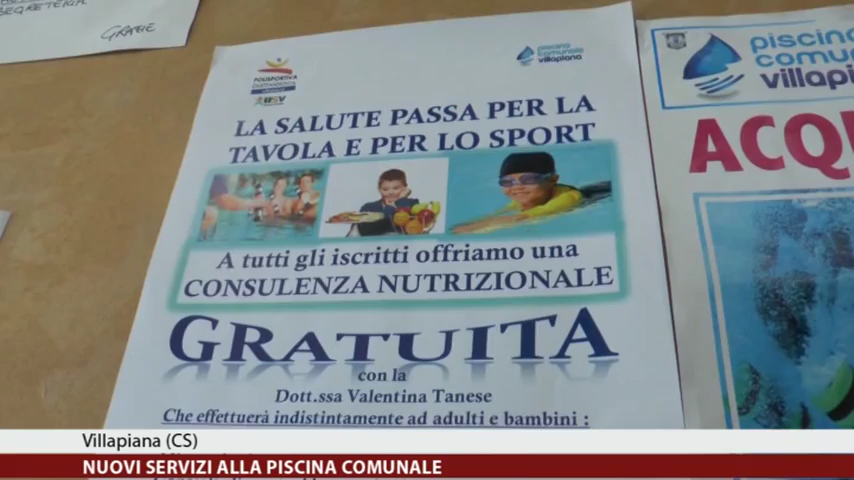 SEGRETERIA
GRAZIE
POLISPORTIVA
piscina
comunale
villapiana
LA SALUTE PASSA PER LA
TAVOLA E PER LO SPORT
A tutti gli iscritti offriamo una
CONSULENZA NUTRIZIONALE
GRATUITA
con la
Dott.ssa Valentina Tanese
Che effettuerà indistintamente ad adulti e bambini :
piscina
comu
villapi
ACQU
Villapiana (CS)
NUOVI SERVIZI ALLA PISCINA COMUNALE